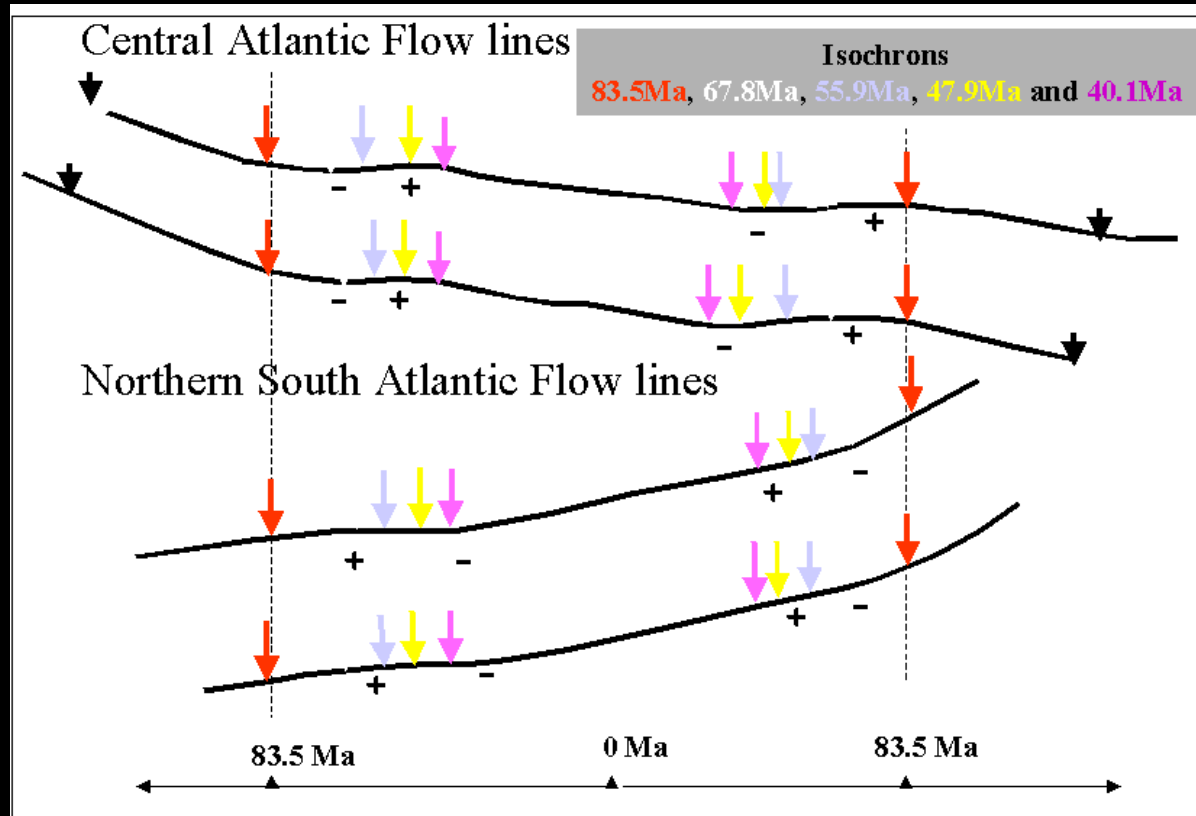 Central Atlantic Flow lines
Isochrons
83.5Ma, 67.8Ma, 55.9Ma, 47.9Ma and 40.1Ma
- + - +
- + - +
Northern South Atlantic Flow lines
+ - + -
+ - + -
83.5 Ma 0 Ma 83.5 Ma